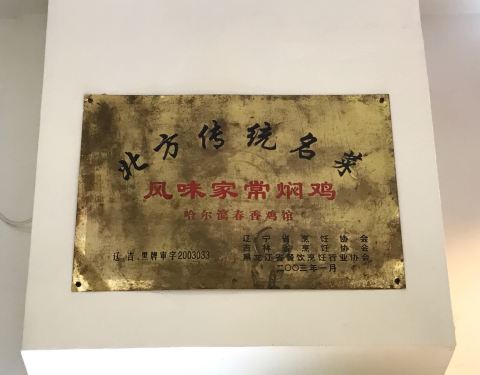 北方传统名菜
风味家常焖鸡
哈尔滨春香鸡馆
辽宁省烹饪协会
吉林省烹饪协会
黑龙江省餐饮烹饪行业协会
辽、吉、黑牌审字2003033
二〇〇三年一月